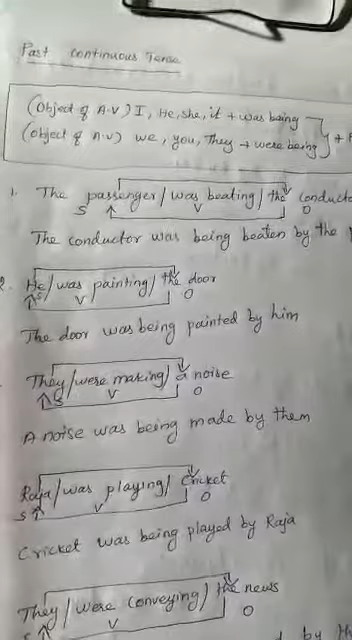 Past Continuous Tense
(Object of A.V) I, He, she, it + was being
(Object of A.V) we, you, They → were being } +
1. The passenger / was beating / the conducto
S V O
The conductor was being beaten by the
2. He / was painting / the door
S V O
The door was being painted by him
They / were making / a noise
S V O
A noise was being made by them
Raja / was playing / cricket
S V O
Cricket was being played by Raja
They / were conveying / the news
S V O
by